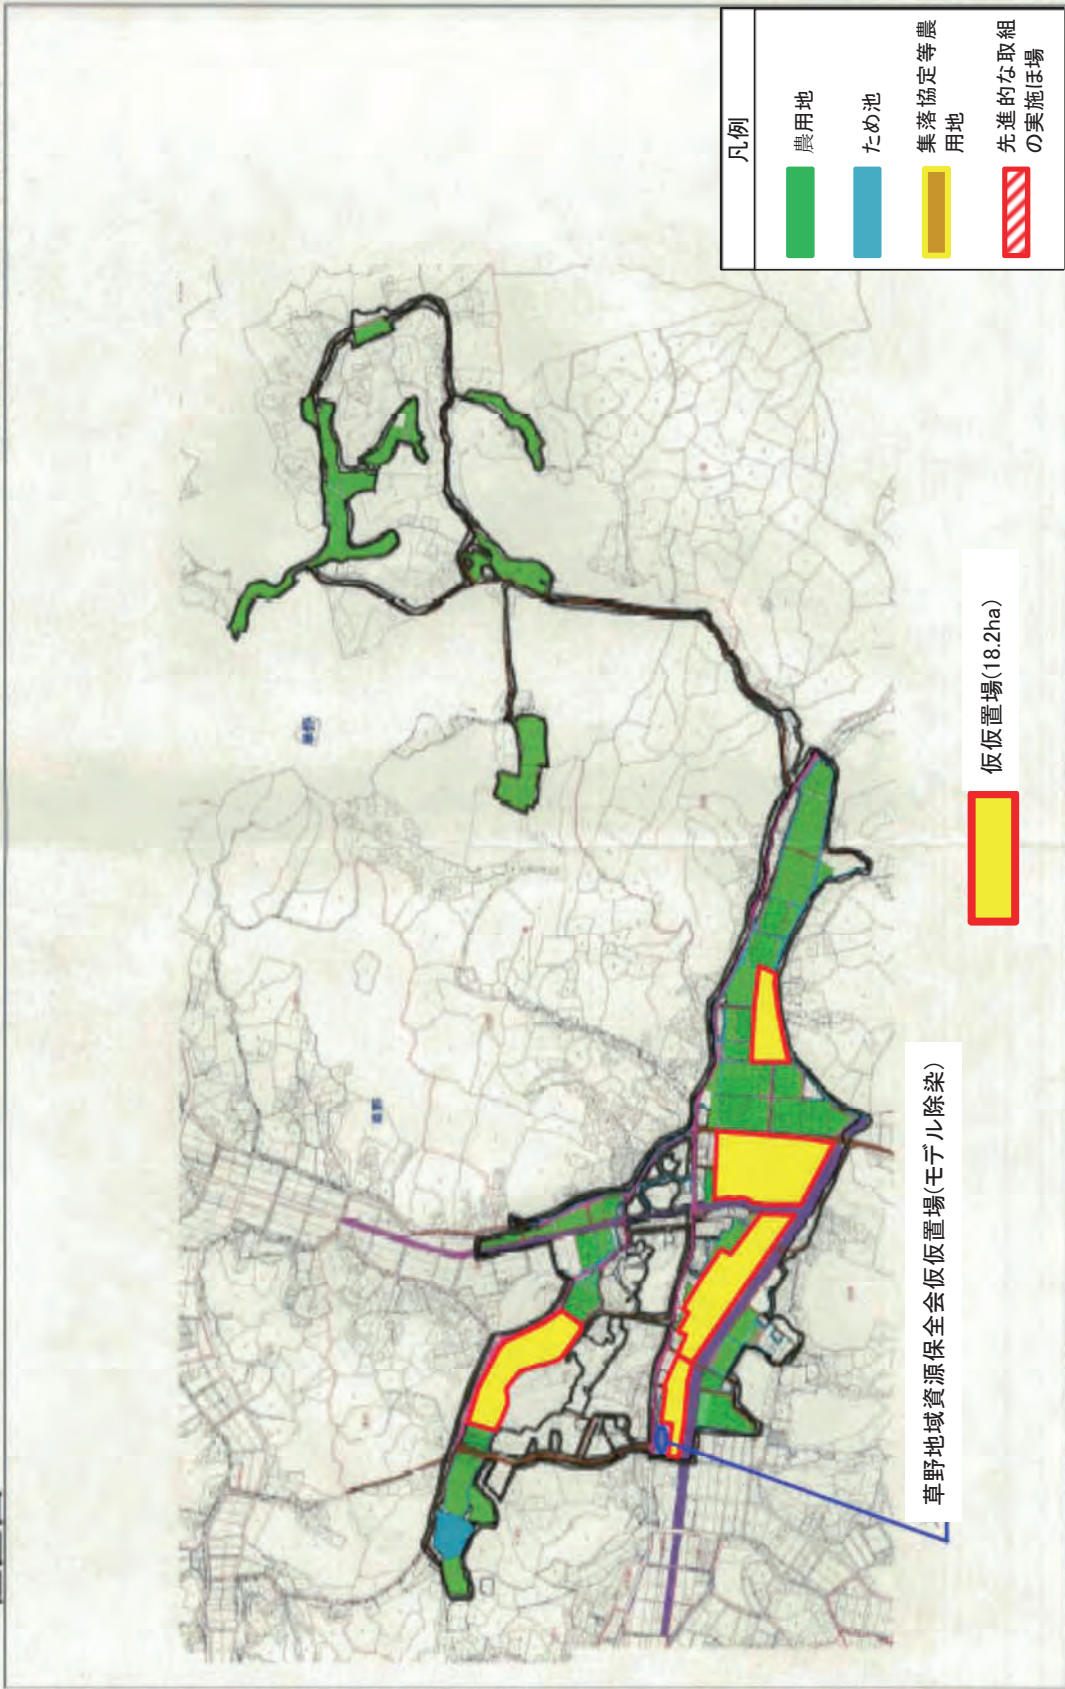 凡例
農用地
ため池
集落協定等農
用地
先進的な取組
の実施ほ場
仮仮置場(18.2ha)
草野地域資源保全会仮仮置場(モデル除染)